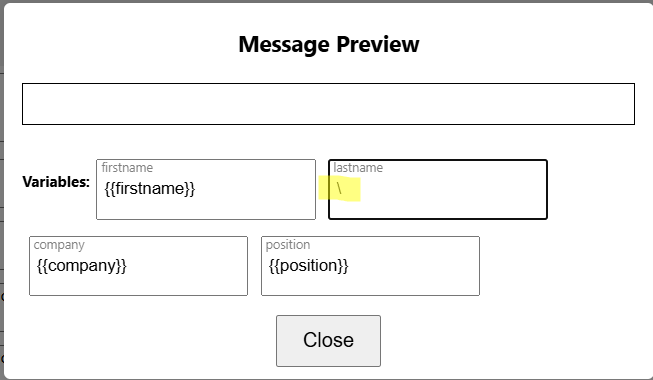 Message Preview
Variables:
firstname
{{firstname}}
lastname
\
company
{{company}}
position
{{position}}
Close